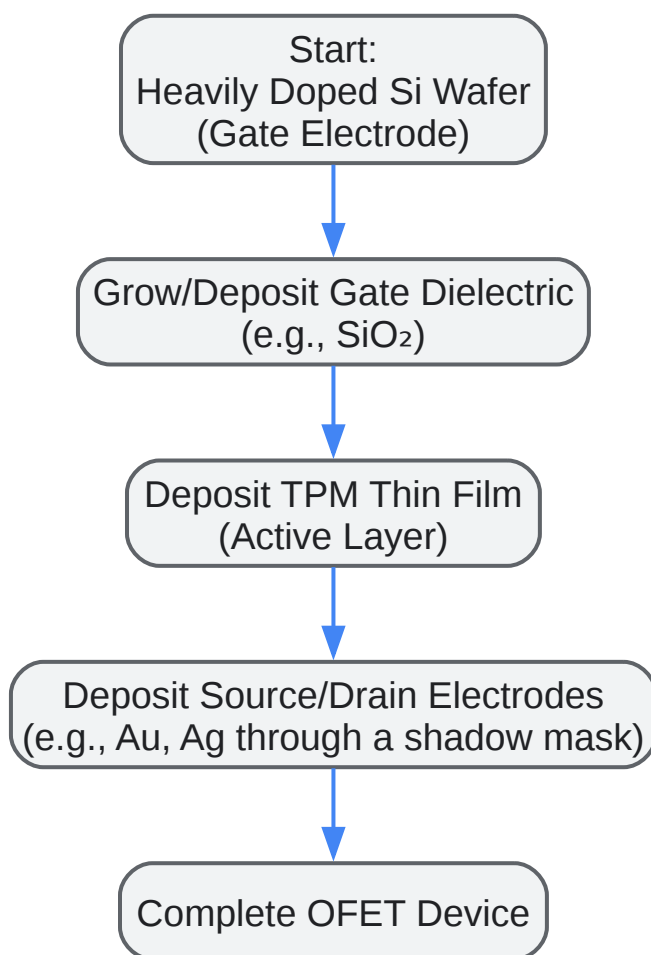 Start:
Heavily Doped Si Wafer
(Gate Electrode)
Grow/Deposit Gate Dielectric
(e.g., SiO₂)
Deposit TPM Thin Film
(Active Layer)
Deposit Source/Drain Electrodes
(e.g., Au, Ag through a shadow mask)
Complete OFET Device